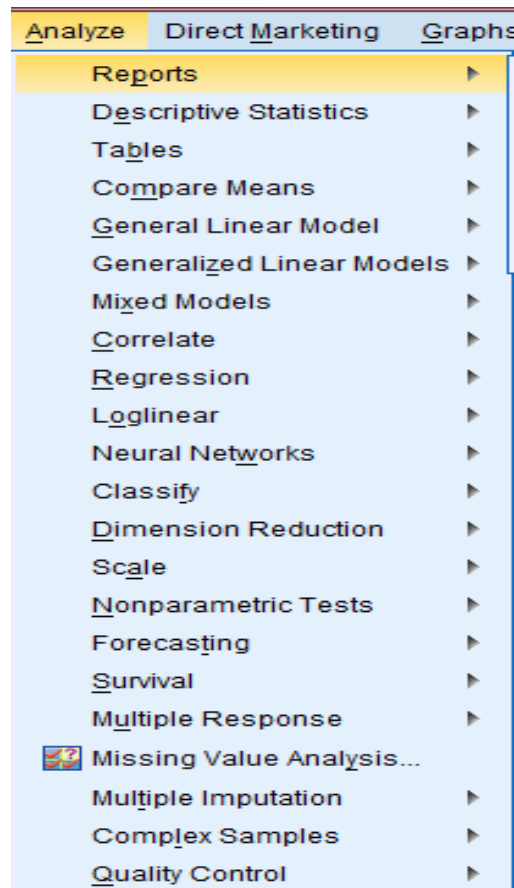 Analyze Direct Marketing Graphs
Reports
Descriptive Statistics
Tables
Compare Means
General Linear Model
Generalized Linear Models
Mixed Models
Correlate
Regression
Loglinear
Neural Networks
Classify
Dimension Reduction
Scale
Nonparametric Tests
Forecasting
Survival
Multiple Response
Missing Value Analysis...
Multiple Imputation
Complex Samples
Quality Control